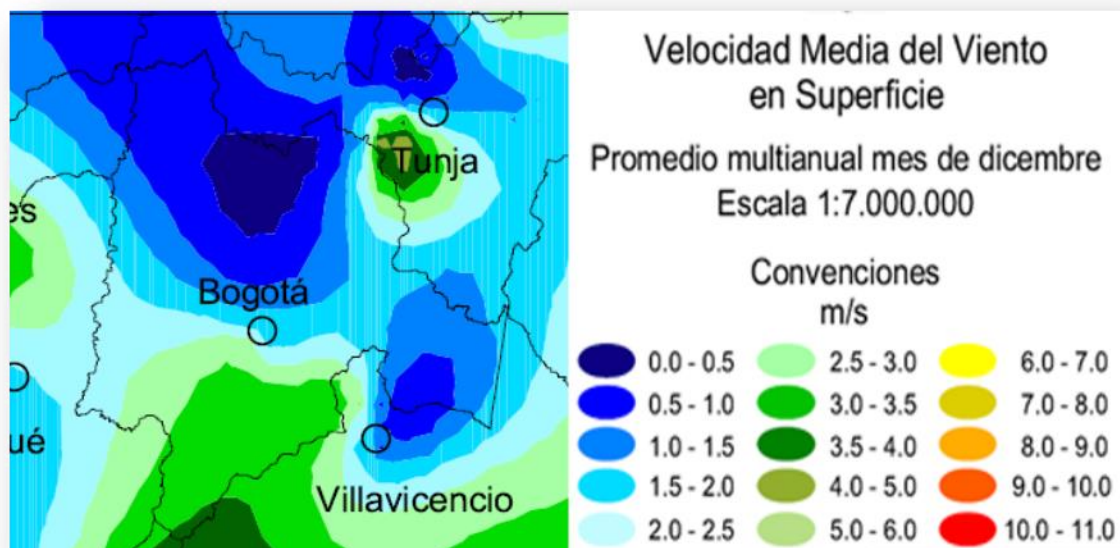 Tunja
es
Bogotá
ué
Villavicencio
Velocidad Media del Viento
en Superficie
Promedio multianual mes de dicembre
Escala 1:7.000.000
Convenciones
m/s
0.0 - 0.5 2.5 - 3.0 6.0 - 7.0
0.5 - 1.0 3.0 - 3.5 7.0 - 8.0
1.0 - 1.5 3.5 - 4.0 8.0 - 9.0
1.5 - 2.0 4.0 - 5.0 9.0 - 10.0
2.0 - 2.5 5.0 - 6.0 10.0 - 11.0